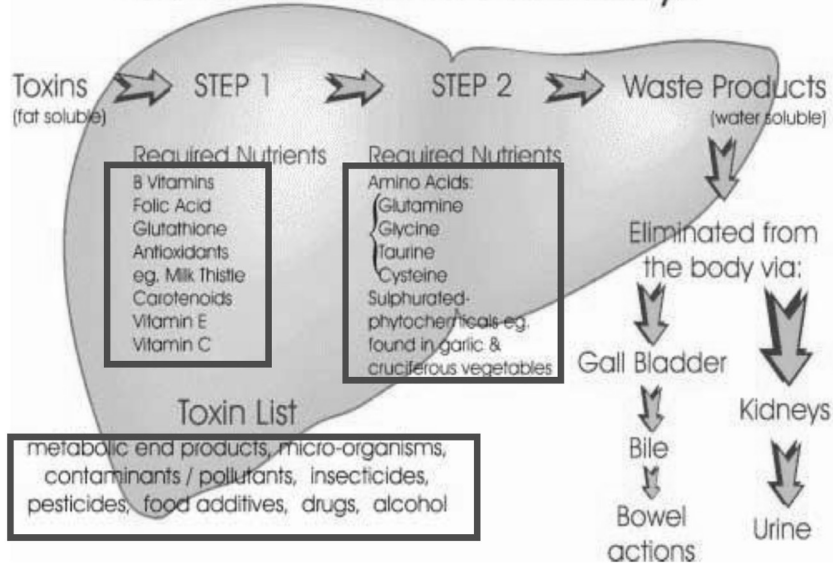 Toxins
(fat soluble)
STEP 1
STEP 2
Waste Products
(water soluble)
Required Nutrients
B Vitamins
Folic Acid
Glutathione
Antioxidants
eg. Milk Thistle
Carotenoids
Vitamin E
Vitamin C
Required Nutrients
Amino Acids:
Glutamine
Glycine
Taurine
Cysteine
Sulphurated-
phytochemicals eg.
found in garlic &
cruciferous vegetables
Eliminated from
the body via:
Gall Bladder
Bile
Bowel
actions
Kidneys
Urine
Toxin List
metabolic end products, micro-organisms,
contaminants / pollutants, insecticides,
pesticides, food additives, drugs, alcohol